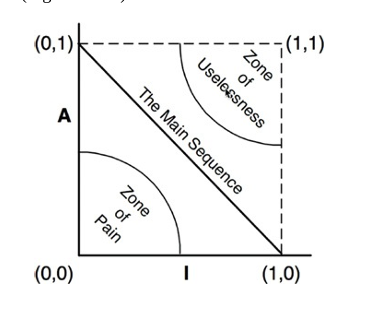 (0,1)
(1,1)
Zone
of
Uselessness
A
The Main Sequence
Zone
of
Pain
(0,0)
I
(1,0)